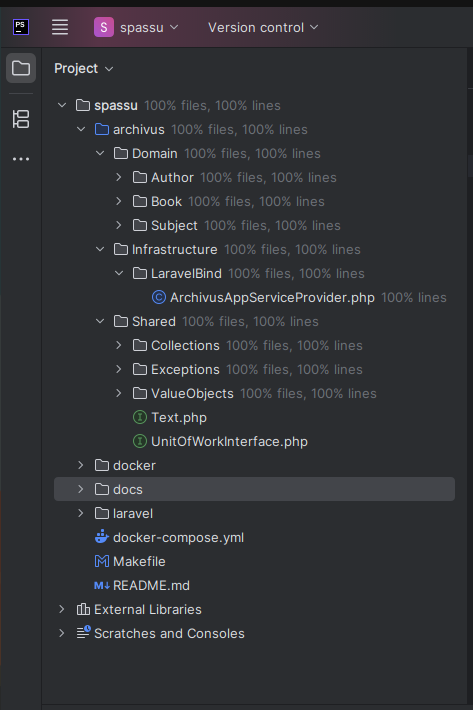 PS
S spassu Version control
Project
spassu 100% files, 100% lines
archivus 100% files, 100% lines
Domain 100% files, 100% lines
Author 100% files, 100% lines
Book 100% files, 100% lines
Subject 100% files, 100% lines
Infrastructure 100% files, 100% lines
LaravelBind 100% files, 100% lines
C ArchivusAppServiceProvider.php 100% lines
Shared 100% files, 100% lines
Collections 100% files, 100% lines
Exceptions 100% files, 100% lines
ValueObjects 100% files, 100% lines
I Text.php
I UnitOfWorkInterface.php
docker
docs
laravel
docker-compose.yml
M Makefile
M↓ README.md
External Libraries
Scratches and Consoles